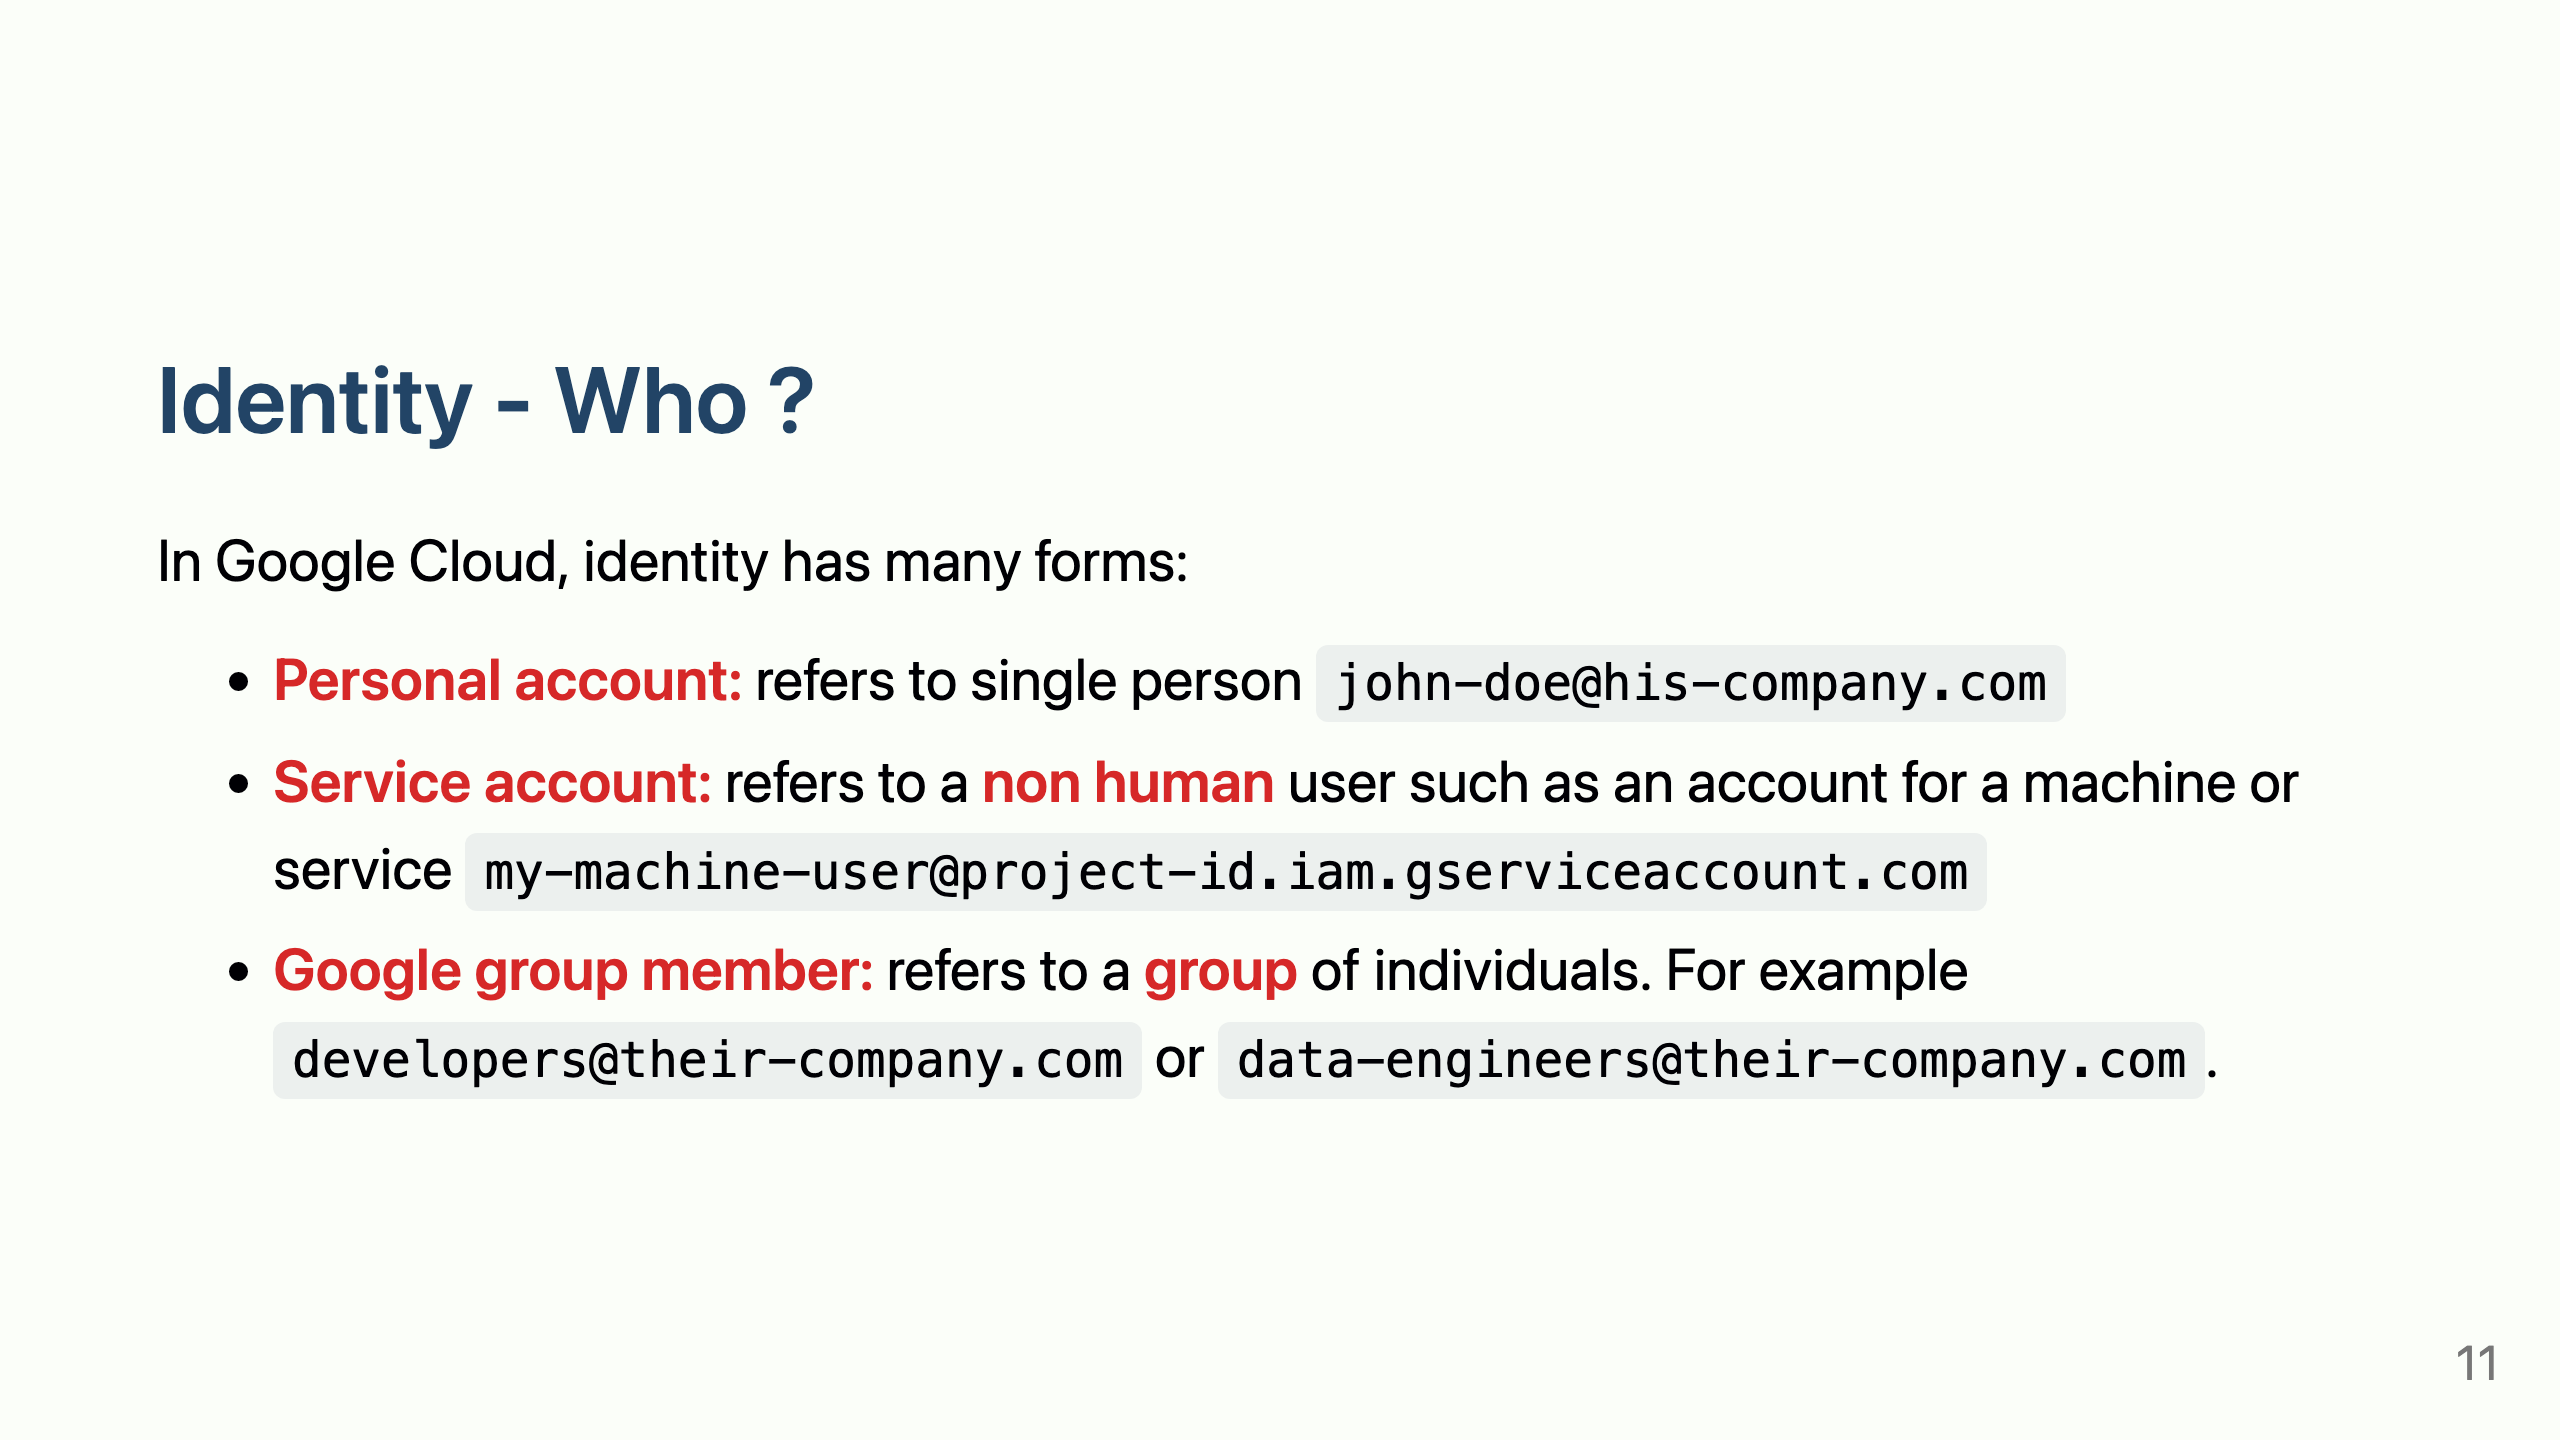 Identity - Who ?
In Google Cloud, identity has many forms:
• Personal account: refers to single person john-doe@his-company.com
• Service account: refers to a non human user such as an account for a machine or
service my-machine-user@project-id.iam.gserviceaccount.com
• Google group member: refers to a group of individuals. For example
developers@their-company.com or data-engineers@their-company.com .
11